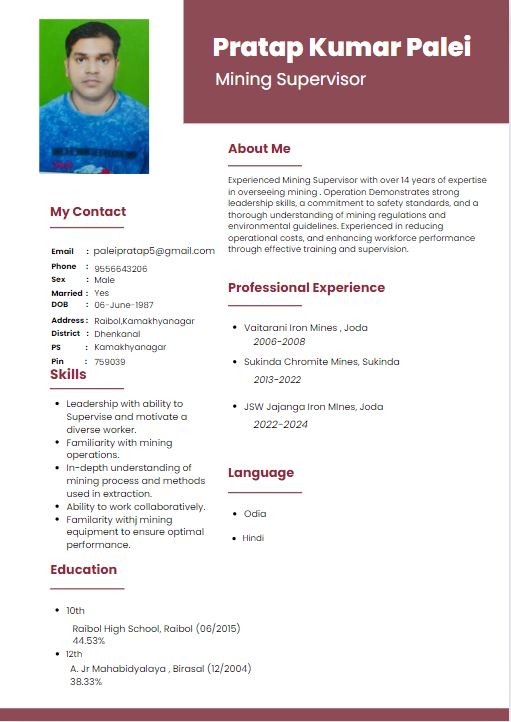 Pratap Kumar Palei
Mining Supervisor
About Me
Experienced Mining Supervisor with over 14 years of expertise
in overseeing mining . Operation Demonstrates strong
leadership skills, a commitment to safety standards, and a
thorough understanding of mining regulations and
environmental guidelines. Experienced in reducing
operational costs, and enhancing workforce performance
through effective training and supervision.
My Contact
Email : paleipratap5@gmail.com
Phone : 9556643206
Sex : Male
Married : Yes
DOB : 06-June-1987
Address : Raibol,Kamakhyanagar
District : Dhenkanal
PS : Kamakhyanagar
Pin : 759039
Skills
• Leadership with ability to
Supervise and motivate a
diverse worker.
• Familiarity with mining
operations.
• In-depth understanding of
mining process and methods
used in extraction.
• Ability to work collaboratively.
• Familarity withj mining
equipment to ensure optimal
performance.
Professional Experience
• Vaitarani Iron Mines , Joda
2006-2008
• Sukinda Chromite Mines, Sukinda
2013-2022
• JSW Jajanga Iron MInes, Joda
2022-2024
Language
• Odia
• Hindi
Education
• 10th
Raibol High School, Raibol (06/2015)
44.53%
• 12th
A. Jr Mahabidyalaya , Birasal (12/2004)
38.33%